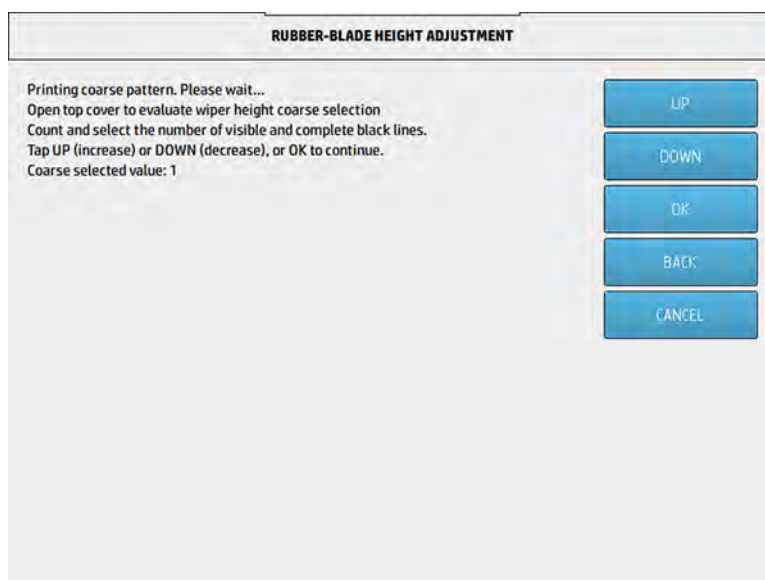 RUBBER-BLADE HEIGHT ADJUSTMENT
Printing coarse pattern. Please wait...
Open top cover to evaluate wiper height coarse selection
Count and select the number of visible and complete black lines.
Tap UP (increase) or DOWN (decrease), or OK to continue.
Coarse selected value: 1
UP
DOWN
OK
BACK
CANCEL